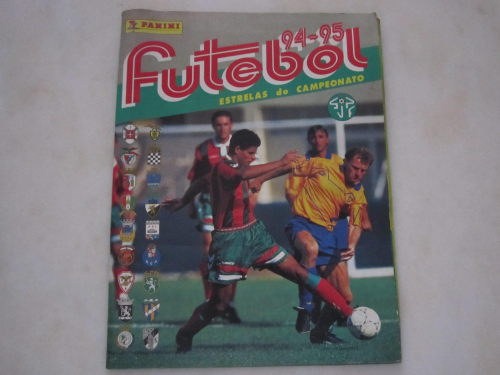 PANINI
94-95
futebol
ESTRELAS do CAMPEONATO